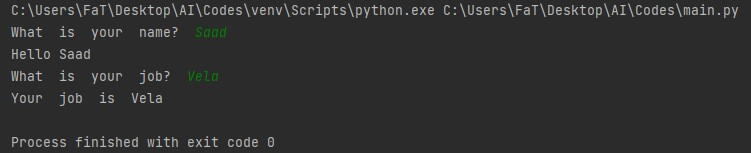 C:\Users\FaT\Desktop\AI\Codes\venv\Scripts\python.exe C:\Users\FaT\Desktop\AI\Codes\main.py
What is your name? Saad
Hello Saad
What is your job? Vela
Your job is Vela
Process finished with exit code 0